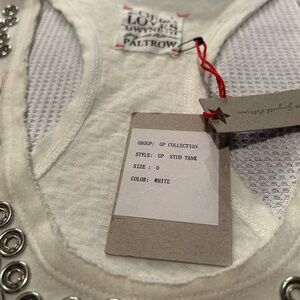 LOVES
GWYNETH
PALTROW
GROUP: GP COLLECTION
STYLE: GP STUD TANK
SIZE : 0
COLOR: WHITE